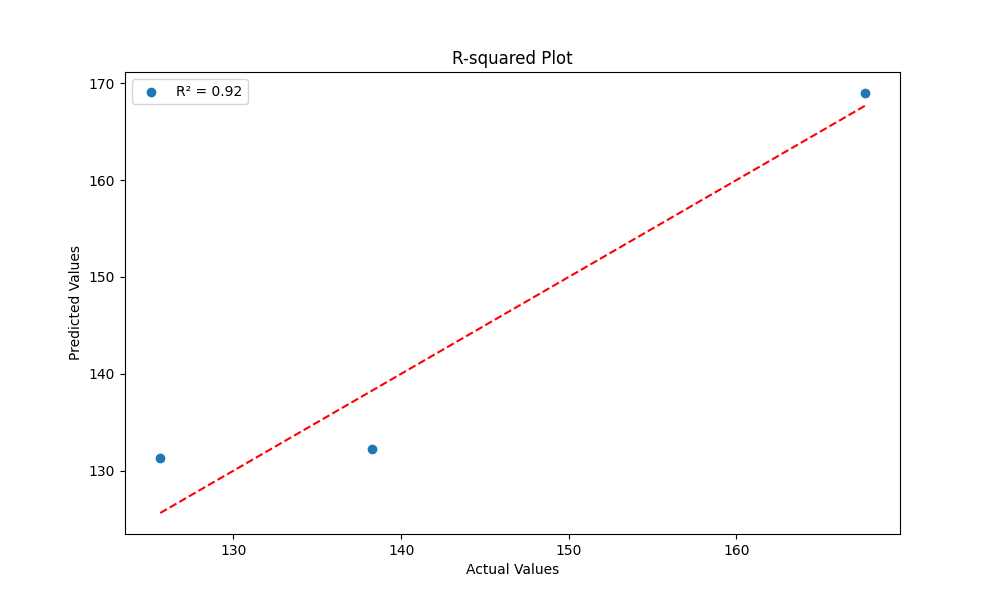 R-squared Plot
R² = 0.92
170
160
150
140
130
Predicted Values
130 140 150 160
Actual Values